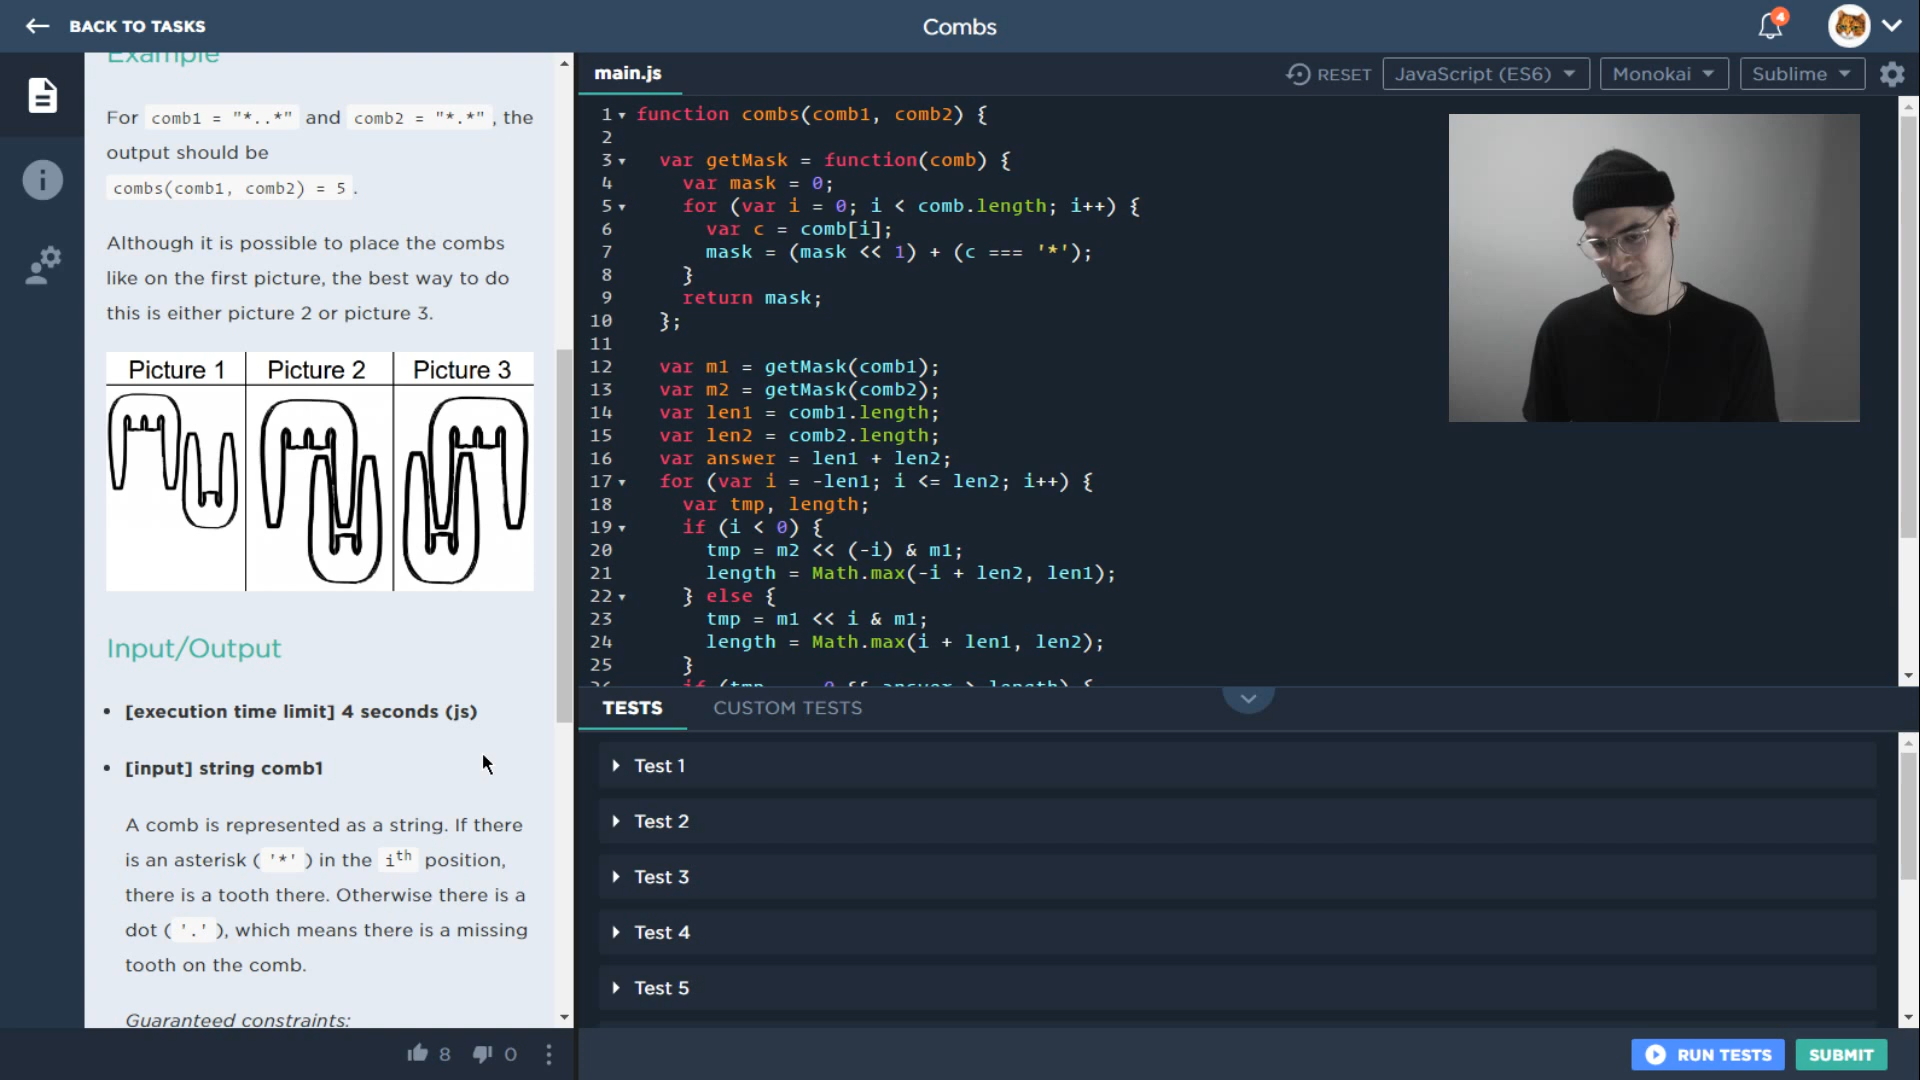 BACK TO TASKS
Combs
4
Example
For comb1 = "*..*" and comb2 = "*.*", the
output should be
combs(comb1, comb2) = 5.
Although it is possible to place the combs
like on the first picture, the best way to do
this is either picture 2 or picture 3.
Picture 1 Picture 2 Picture 3
Input/Output
• [execution time limit] 4 seconds (js)
• [input] string comb1
A comb is represented as a string. If there
is an asterisk ('*') in the ith position,
there is a tooth there. Otherwise there is a
dot ('.'), which means there is a missing
tooth on the comb.
Guaranteed constraints:
8 0
main.js
RESET JavaScript (ES6) Monokai Sublime
1 function combs(comb1, comb2) {
2
3 var getMask = function(comb) {
4 var mask = 0;
5 for (var i = 0; i < comb.length; i++) {
6 var c = comb[i];
7 mask = (mask << 1) + (c === '*');
8 }
9 return mask;
10 };
11
12 var m1 = getMask(comb1);
13 var m2 = getMask(comb2);
14 var len1 = comb1.length;
15 var len2 = comb2.length;
16 var answer = len1 + len2;
17 for (var i = -len1; i <= len2; i++) {
18 var tmp, length;
19 if (i < 0) {
20 tmp = m2 << (-i) & m1;
21 length = Math.max(-i + len2, len1);
22 } else {
23 tmp = m1 << i & m1;
24 length = Math.max(i + len1, len2);
25 }
TESTS CUSTOM TESTS
Test 1
Test 2
Test 3
Test 4
Test 5
RUN TESTS SUBMIT